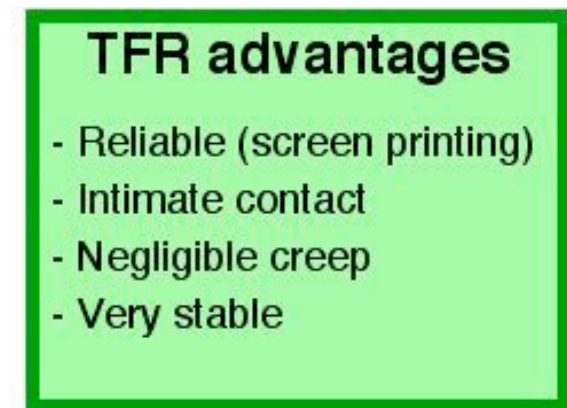 TFR advantages
- Reliable (screen printing)
- Intimate contact
- Negligible creep
- Very stable